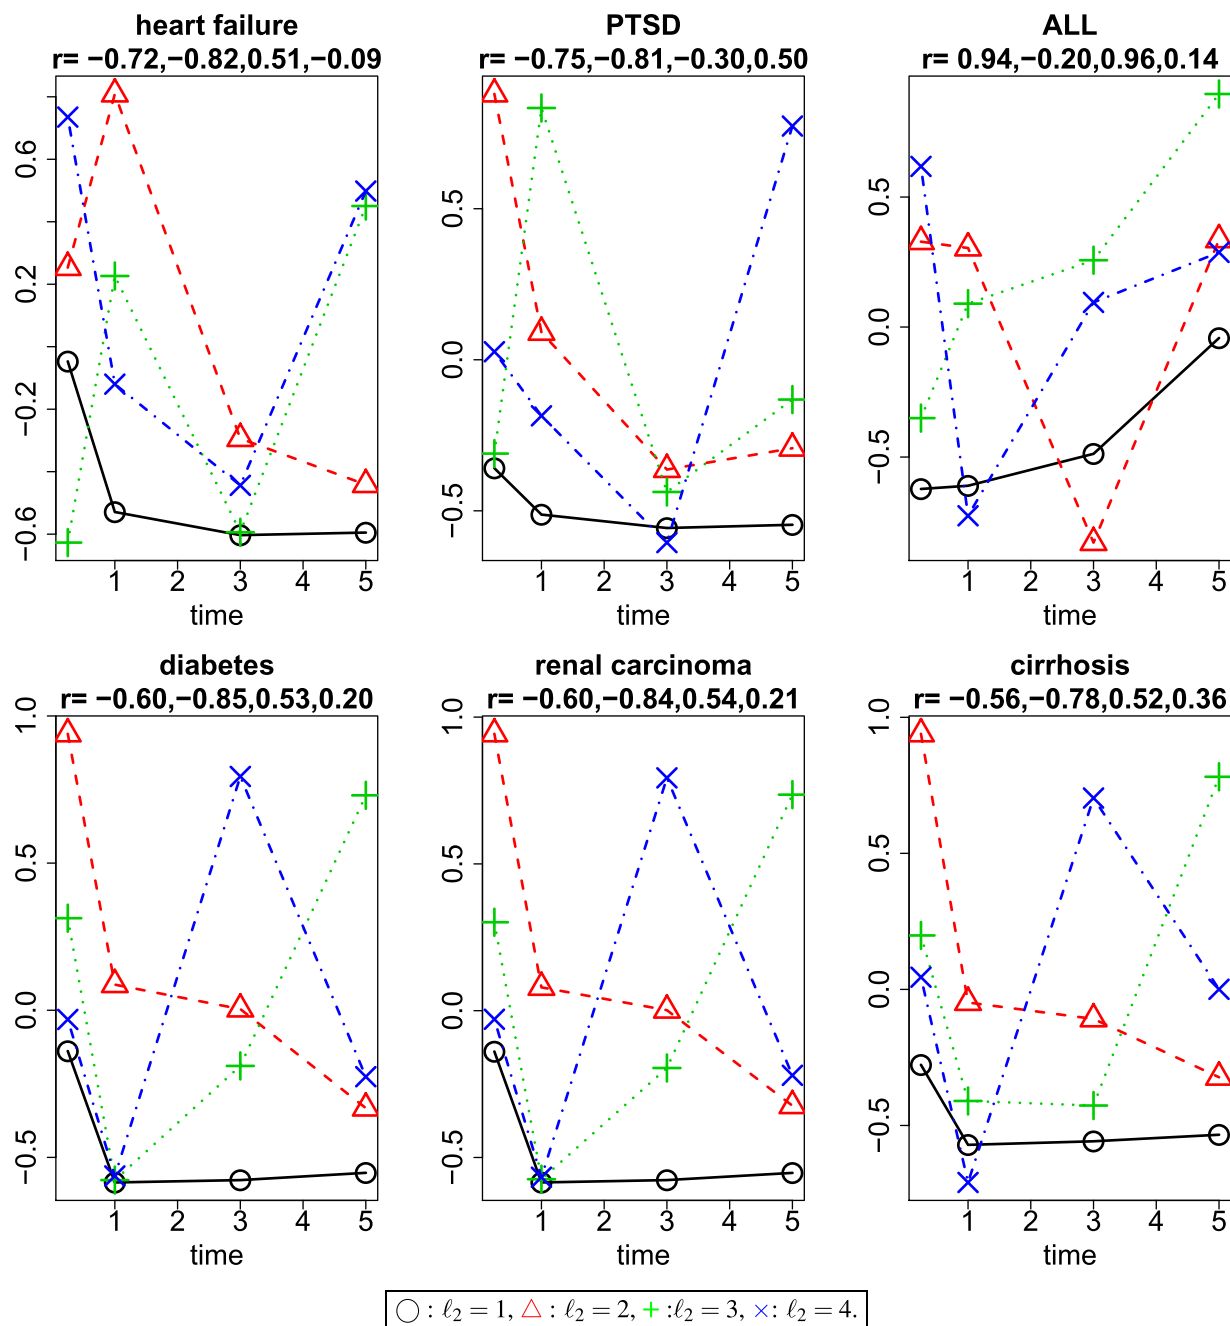 heart failure
r= −0.72,−0.82,0.51,−0.09
0.6
0.2
−0.2
−0.6
1 2 3 4 5
time
PTSD
r= −0.75,−0.81,−0.30,0.50
0.5
0.0
−0.5
1 2 3 4 5
time
ALL
r= 0.94,−0.20,0.96,0.14
0.5
0.0
−0.5
1 2 3 4 5
time
diabetes
r= −0.60,−0.85,0.53,0.20
1.0
0.5
0.0
−0.5
1 2 3 4 5
time
renal carcinoma
r= −0.60,−0.84,0.54,0.21
1.0
0.5
0.0
−0.5
1 2 3 4 5
time
cirrhosis
r= −0.56,−0.78,0.52,0.36
1.0
0.5
0.0
−0.5
1 2 3 4 5
time
○ : ℓ₂ = 1, △ : ℓ₂ = 2, + :ℓ₂ = 3, ×: ℓ₂ = 4.